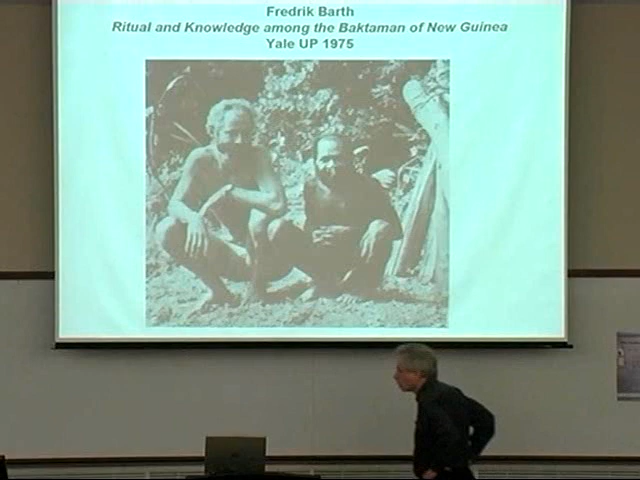 Fredrik Barth
Ritual and Knowledge among the Baktaman of New Guinea
Yale UP 1975